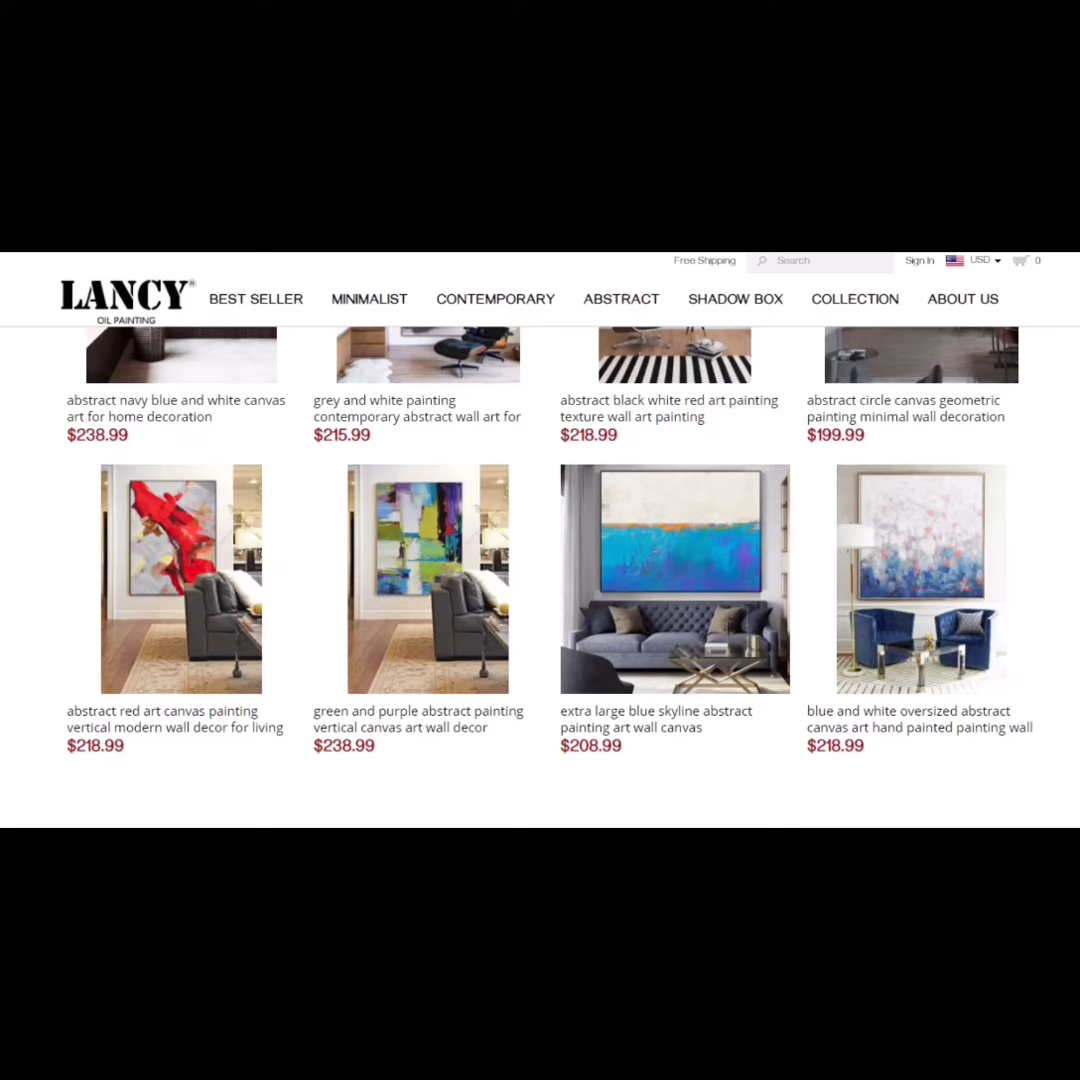 Free Shipping
Search
Sign In
USD
0
LANCY®
OIL PAINTING
BEST SELLER
MINIMALIST
CONTEMPORARY
ABSTRACT
SHADOW BOX
COLLECTION
ABOUT US
abstract navy blue and white canvas
art for home decoration
$238.99
grey and white painting
contemporary abstract wall art for
$215.99
abstract black white red art painting
texture wall art painting
$218.99
abstract circle canvas geometric
painting minimal wall decoration
$199.99
abstract red art canvas painting
vertical modern wall decor for living
$218.99
green and purple abstract painting
vertical canvas art wall decor
$238.99
extra large blue skyline abstract
painting art wall canvas
$208.99
blue and white oversized abstract
canvas art hand painted painting wall
$218.99